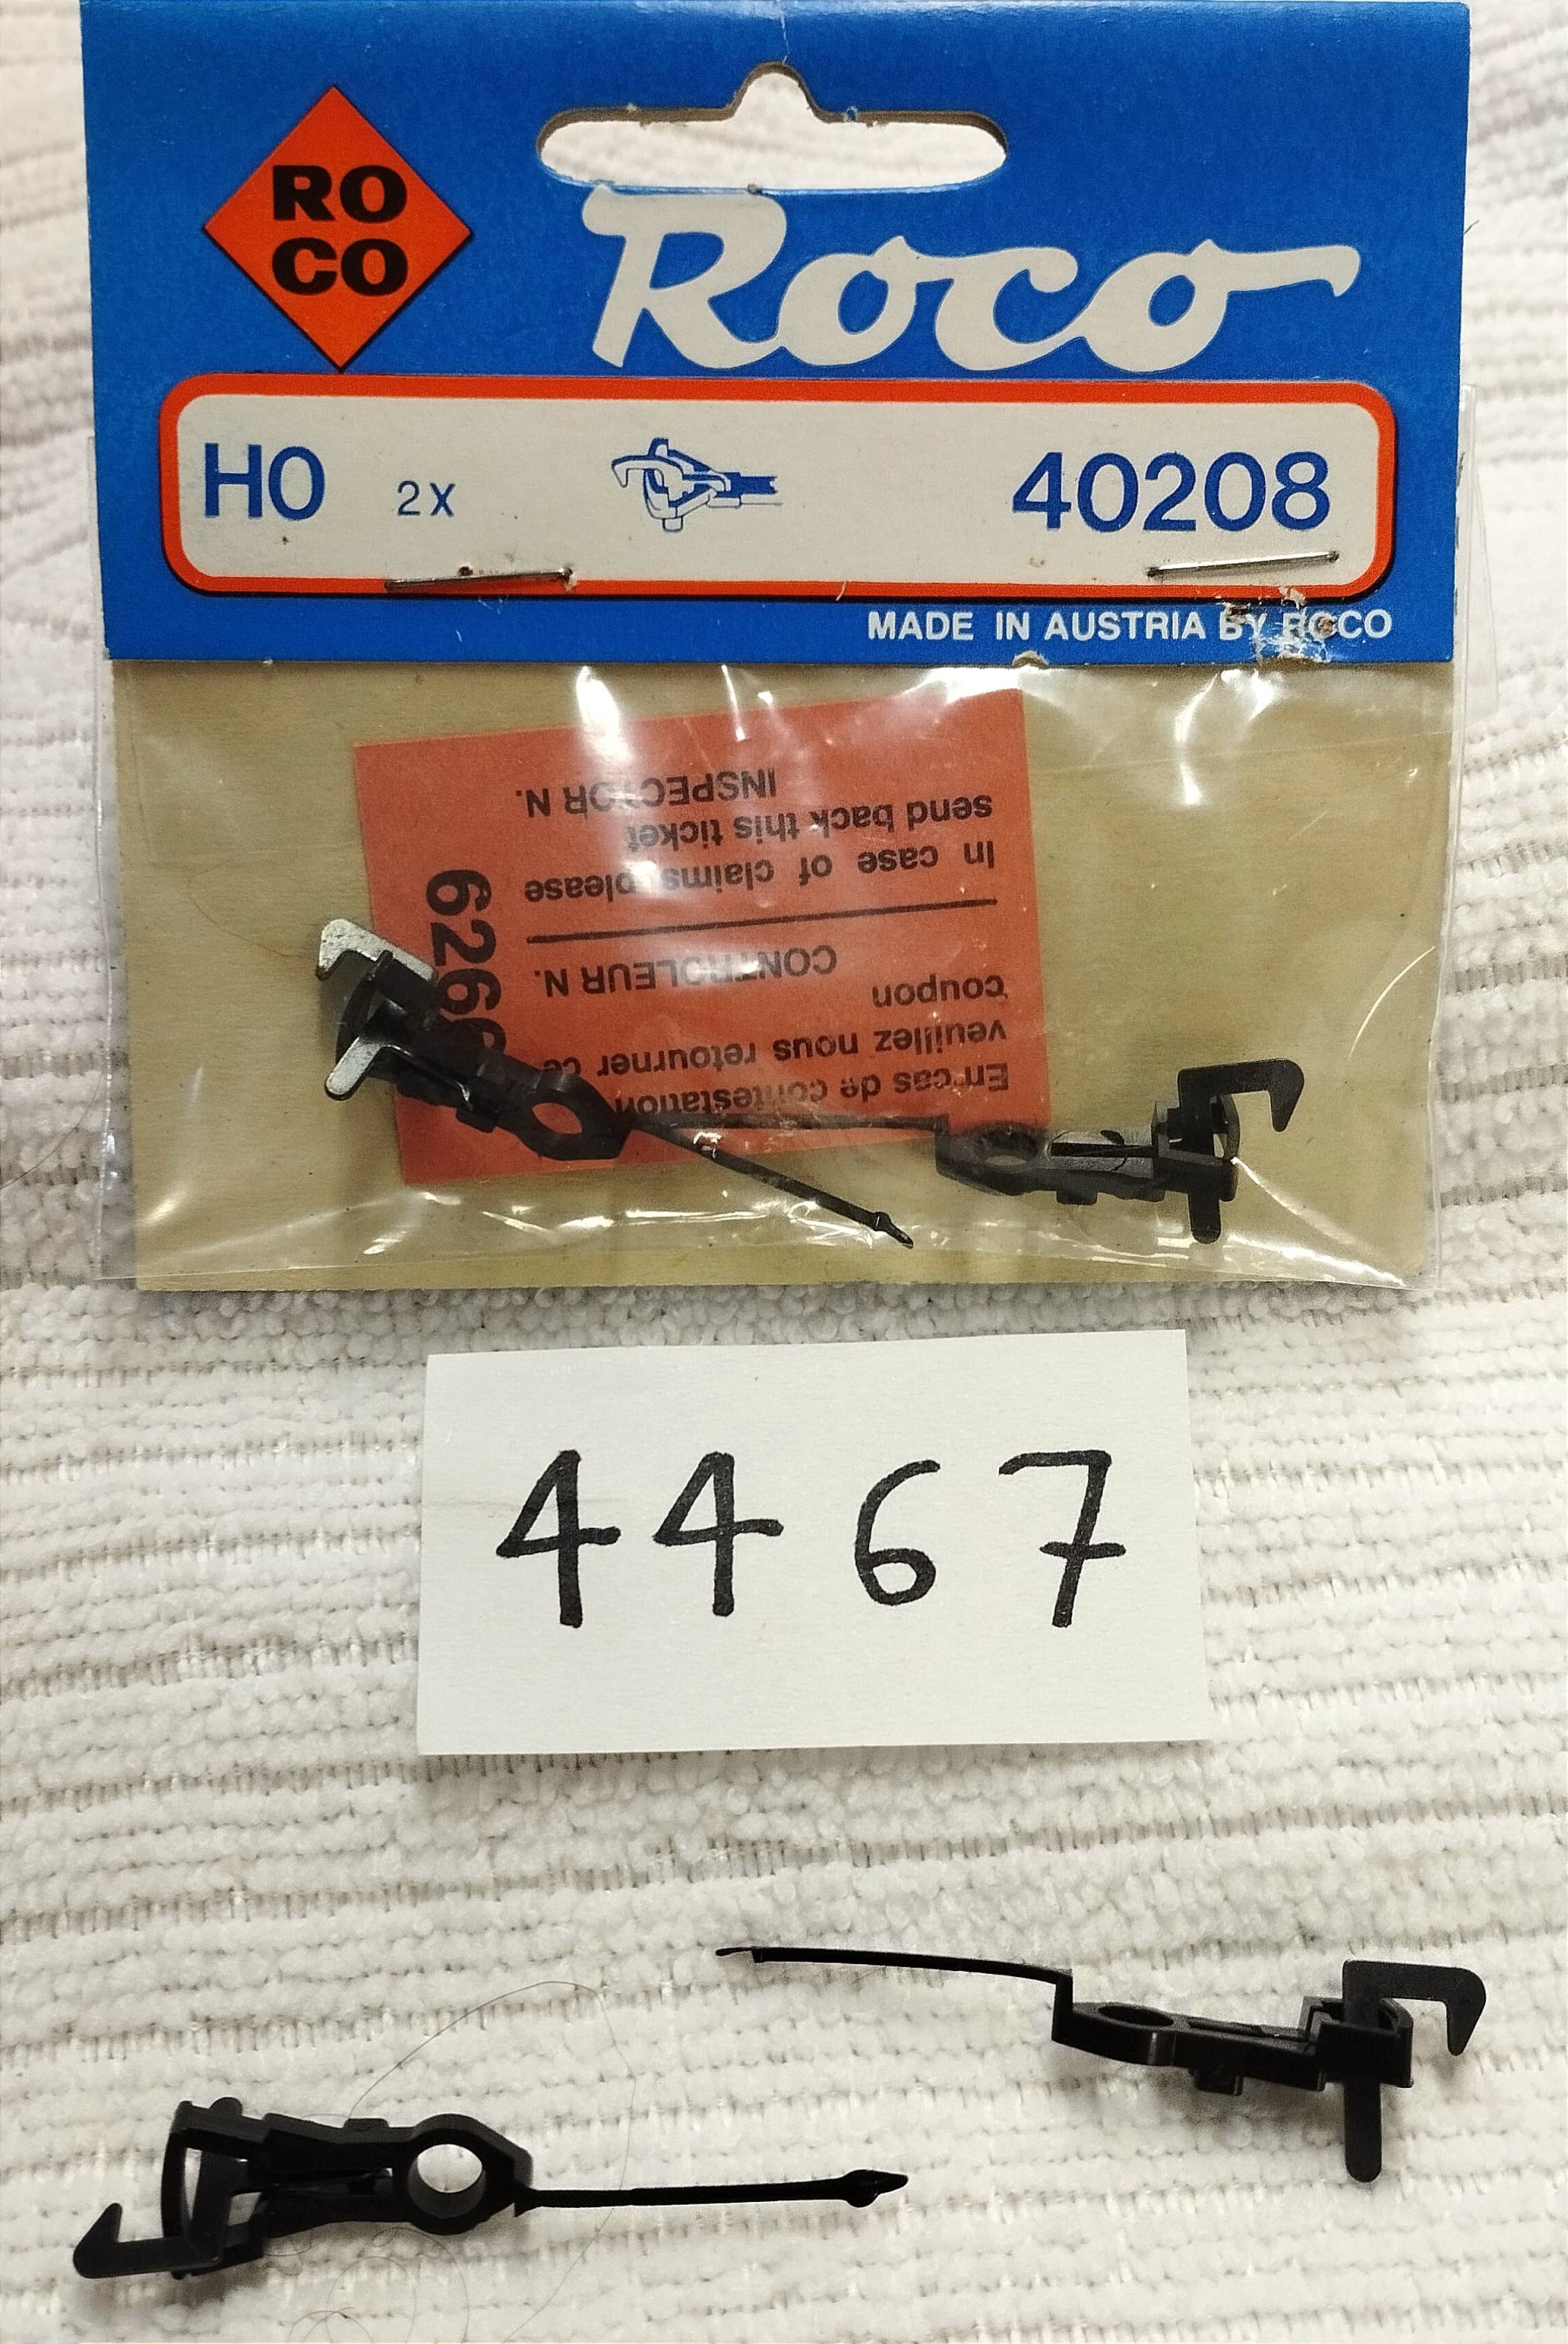 RO
CO
Roco
HO 2X 40208
MADE IN AUSTRIA BY ROCO
En cas de contestation
veuillez nous retourner ce
coupon
CONTROLEUR N.
In case of claims please
send back this ticket
INSPECTOR N.
4467